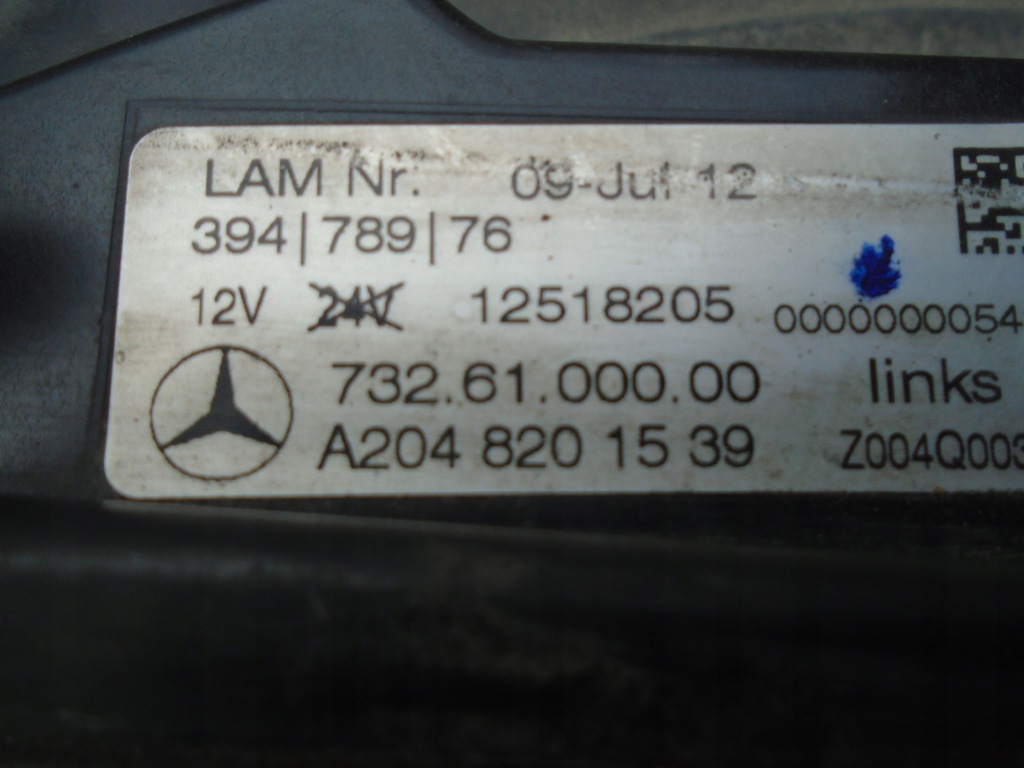 LAM Nr. 09-Jul 12
394|789|76
12V 24V 12518205 0000000054
732.61.000.00 links
A204 820 15 39 Z004Q003